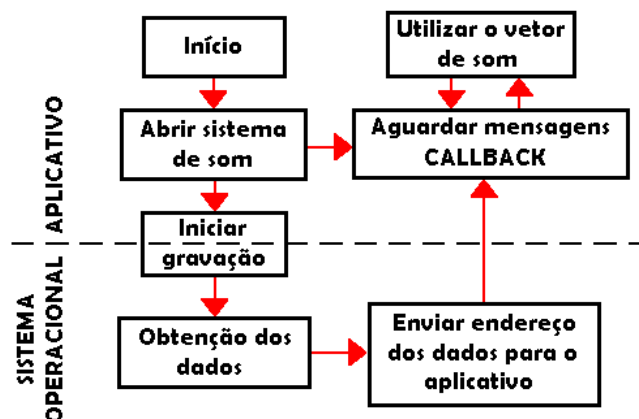 Início
Utilizar o vetor
de som
Abrir sistema
de som
Aguardar mensagens
CALLBACK
APLICATIVO
Iniciar
gravação
SISTEMA
OPERACIONAL
Obtenção dos
dados
Enviar endereço
dos dados para o
aplicativo